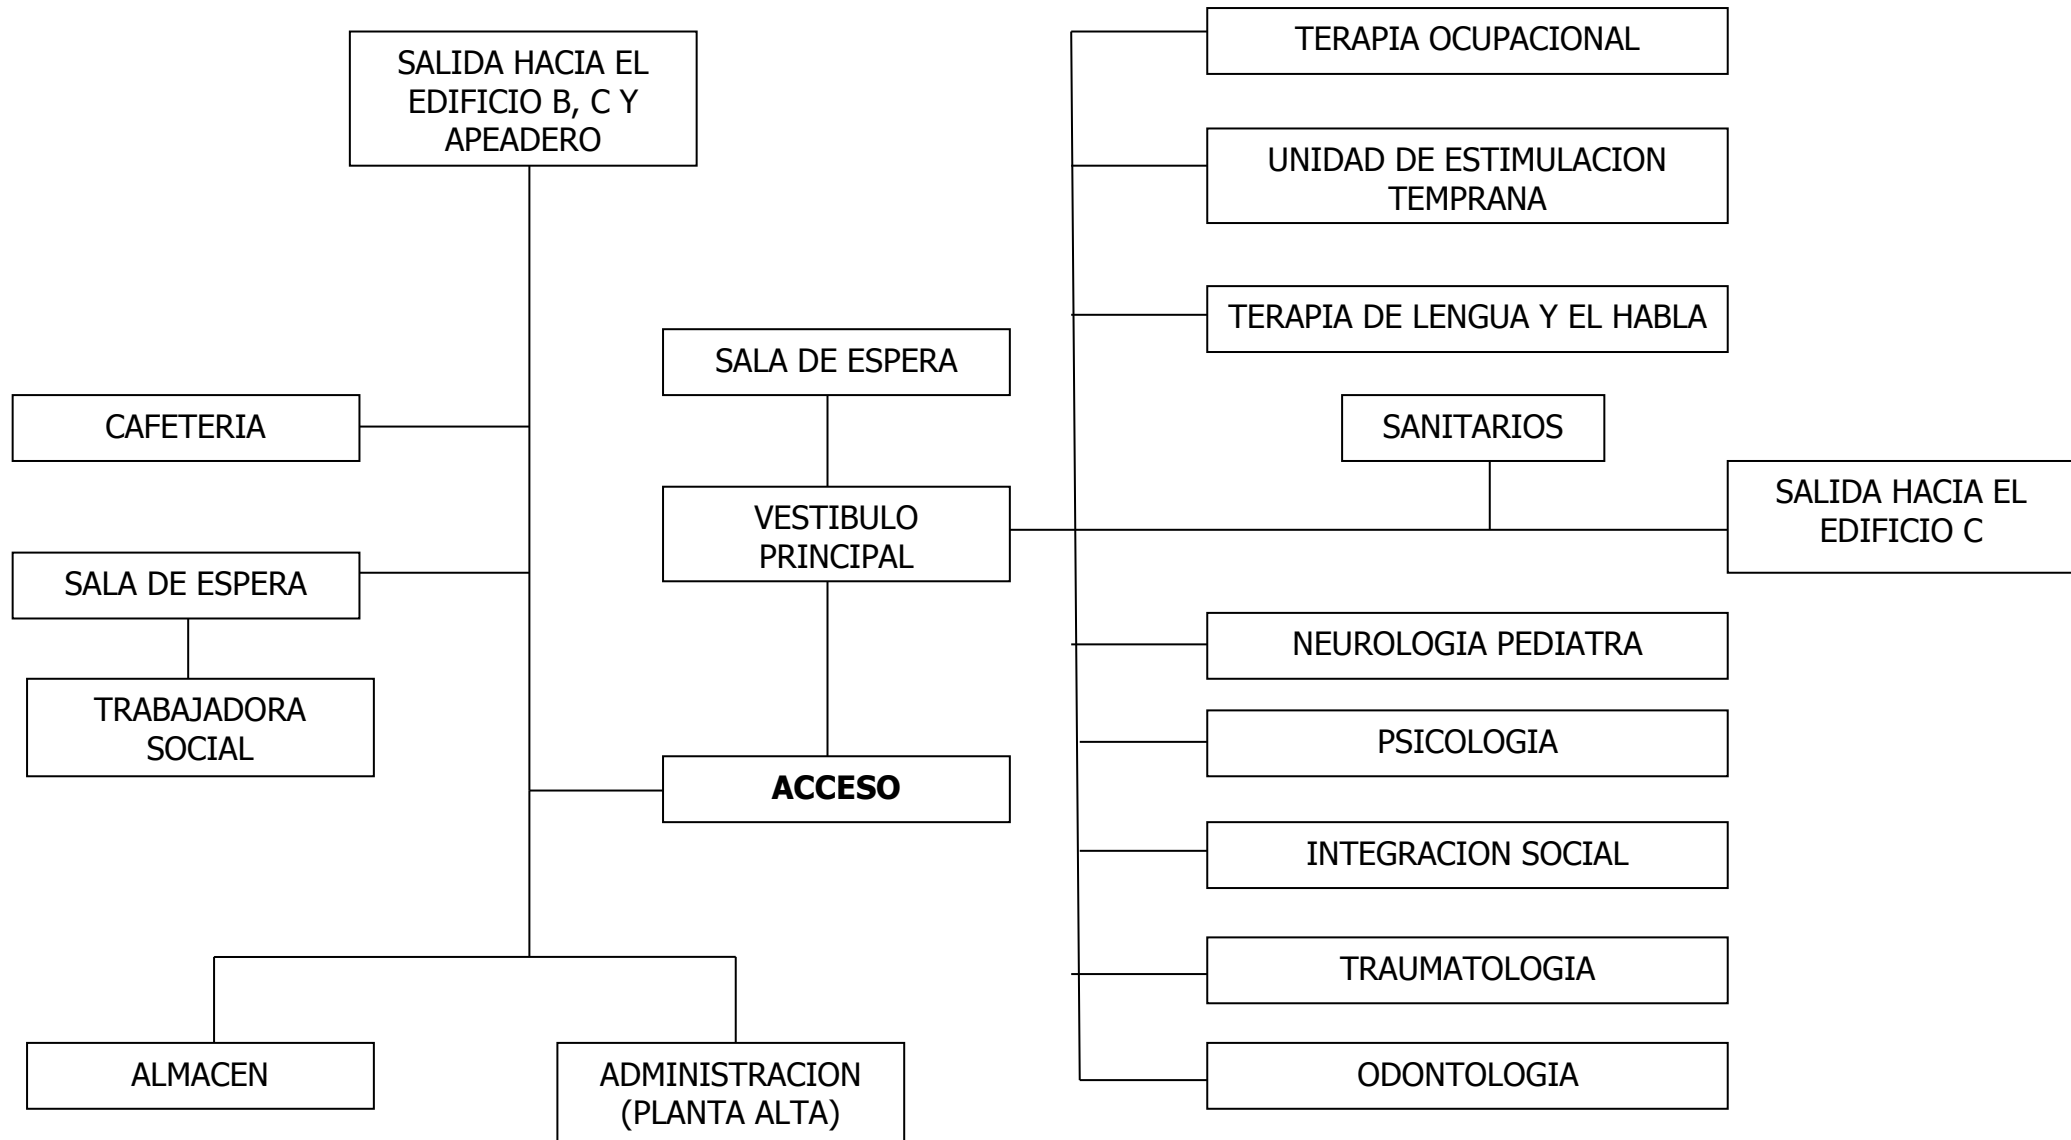 SALIDA HACIA EL
EDIFICIO B, C Y
APEADERO
TERAPIA OCUPACIONAL
UNIDAD DE ESTIMULACION
TEMPRANA
TERAPIA DE LENGUA Y EL HABLA
SALA DE ESPERA
CAFETERIA
SANITARIOS
VESTIBULO
PRINCIPAL
SALIDA HACIA EL
EDIFICIO C
SALA DE ESPERA
TRABAJADORA
SOCIAL
NEUROLOGIA PEDIATRA
PSICOLOGIA
ACCESO
INTEGRACION SOCIAL
TRAUMATOLOGIA
ALMACEN
ADMINISTRACION
(PLANTA ALTA)
ODONTOLOGIA